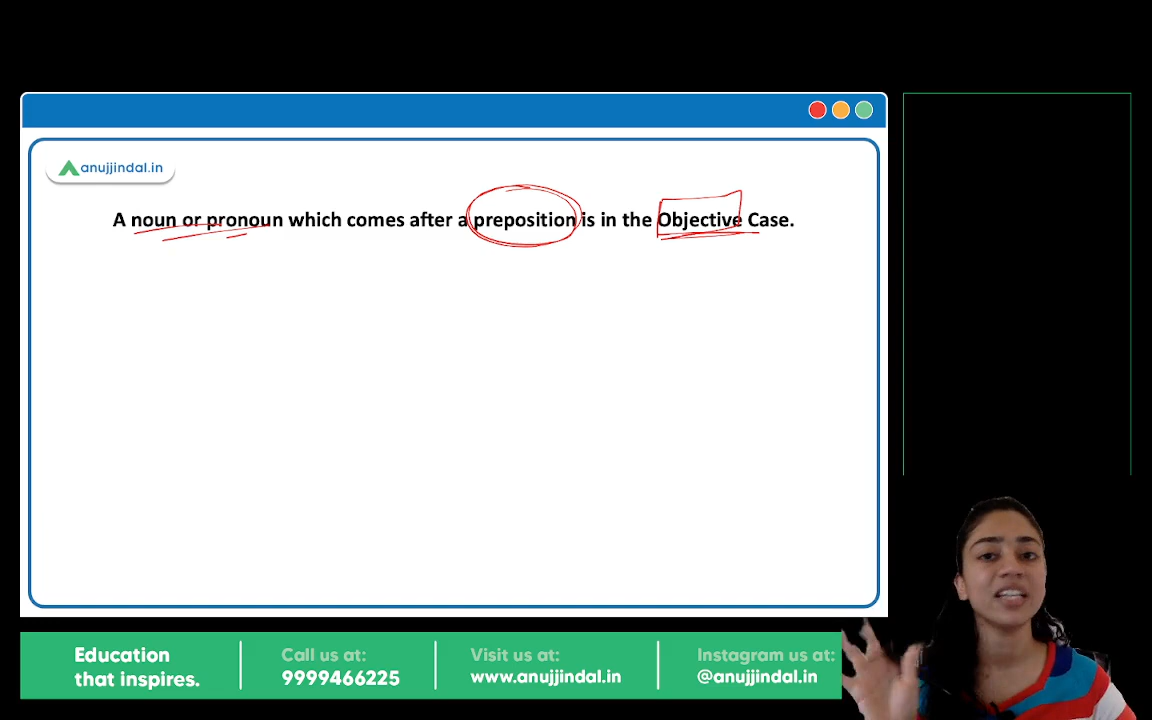 anujjindal.in
A noun or pronoun which comes after a preposition is in the Objective Case.
Education
that inspires.
Call us at:
9999466225
Visit us at:
www.anujjindal.in
Instagram us at:
@anujjindal.in